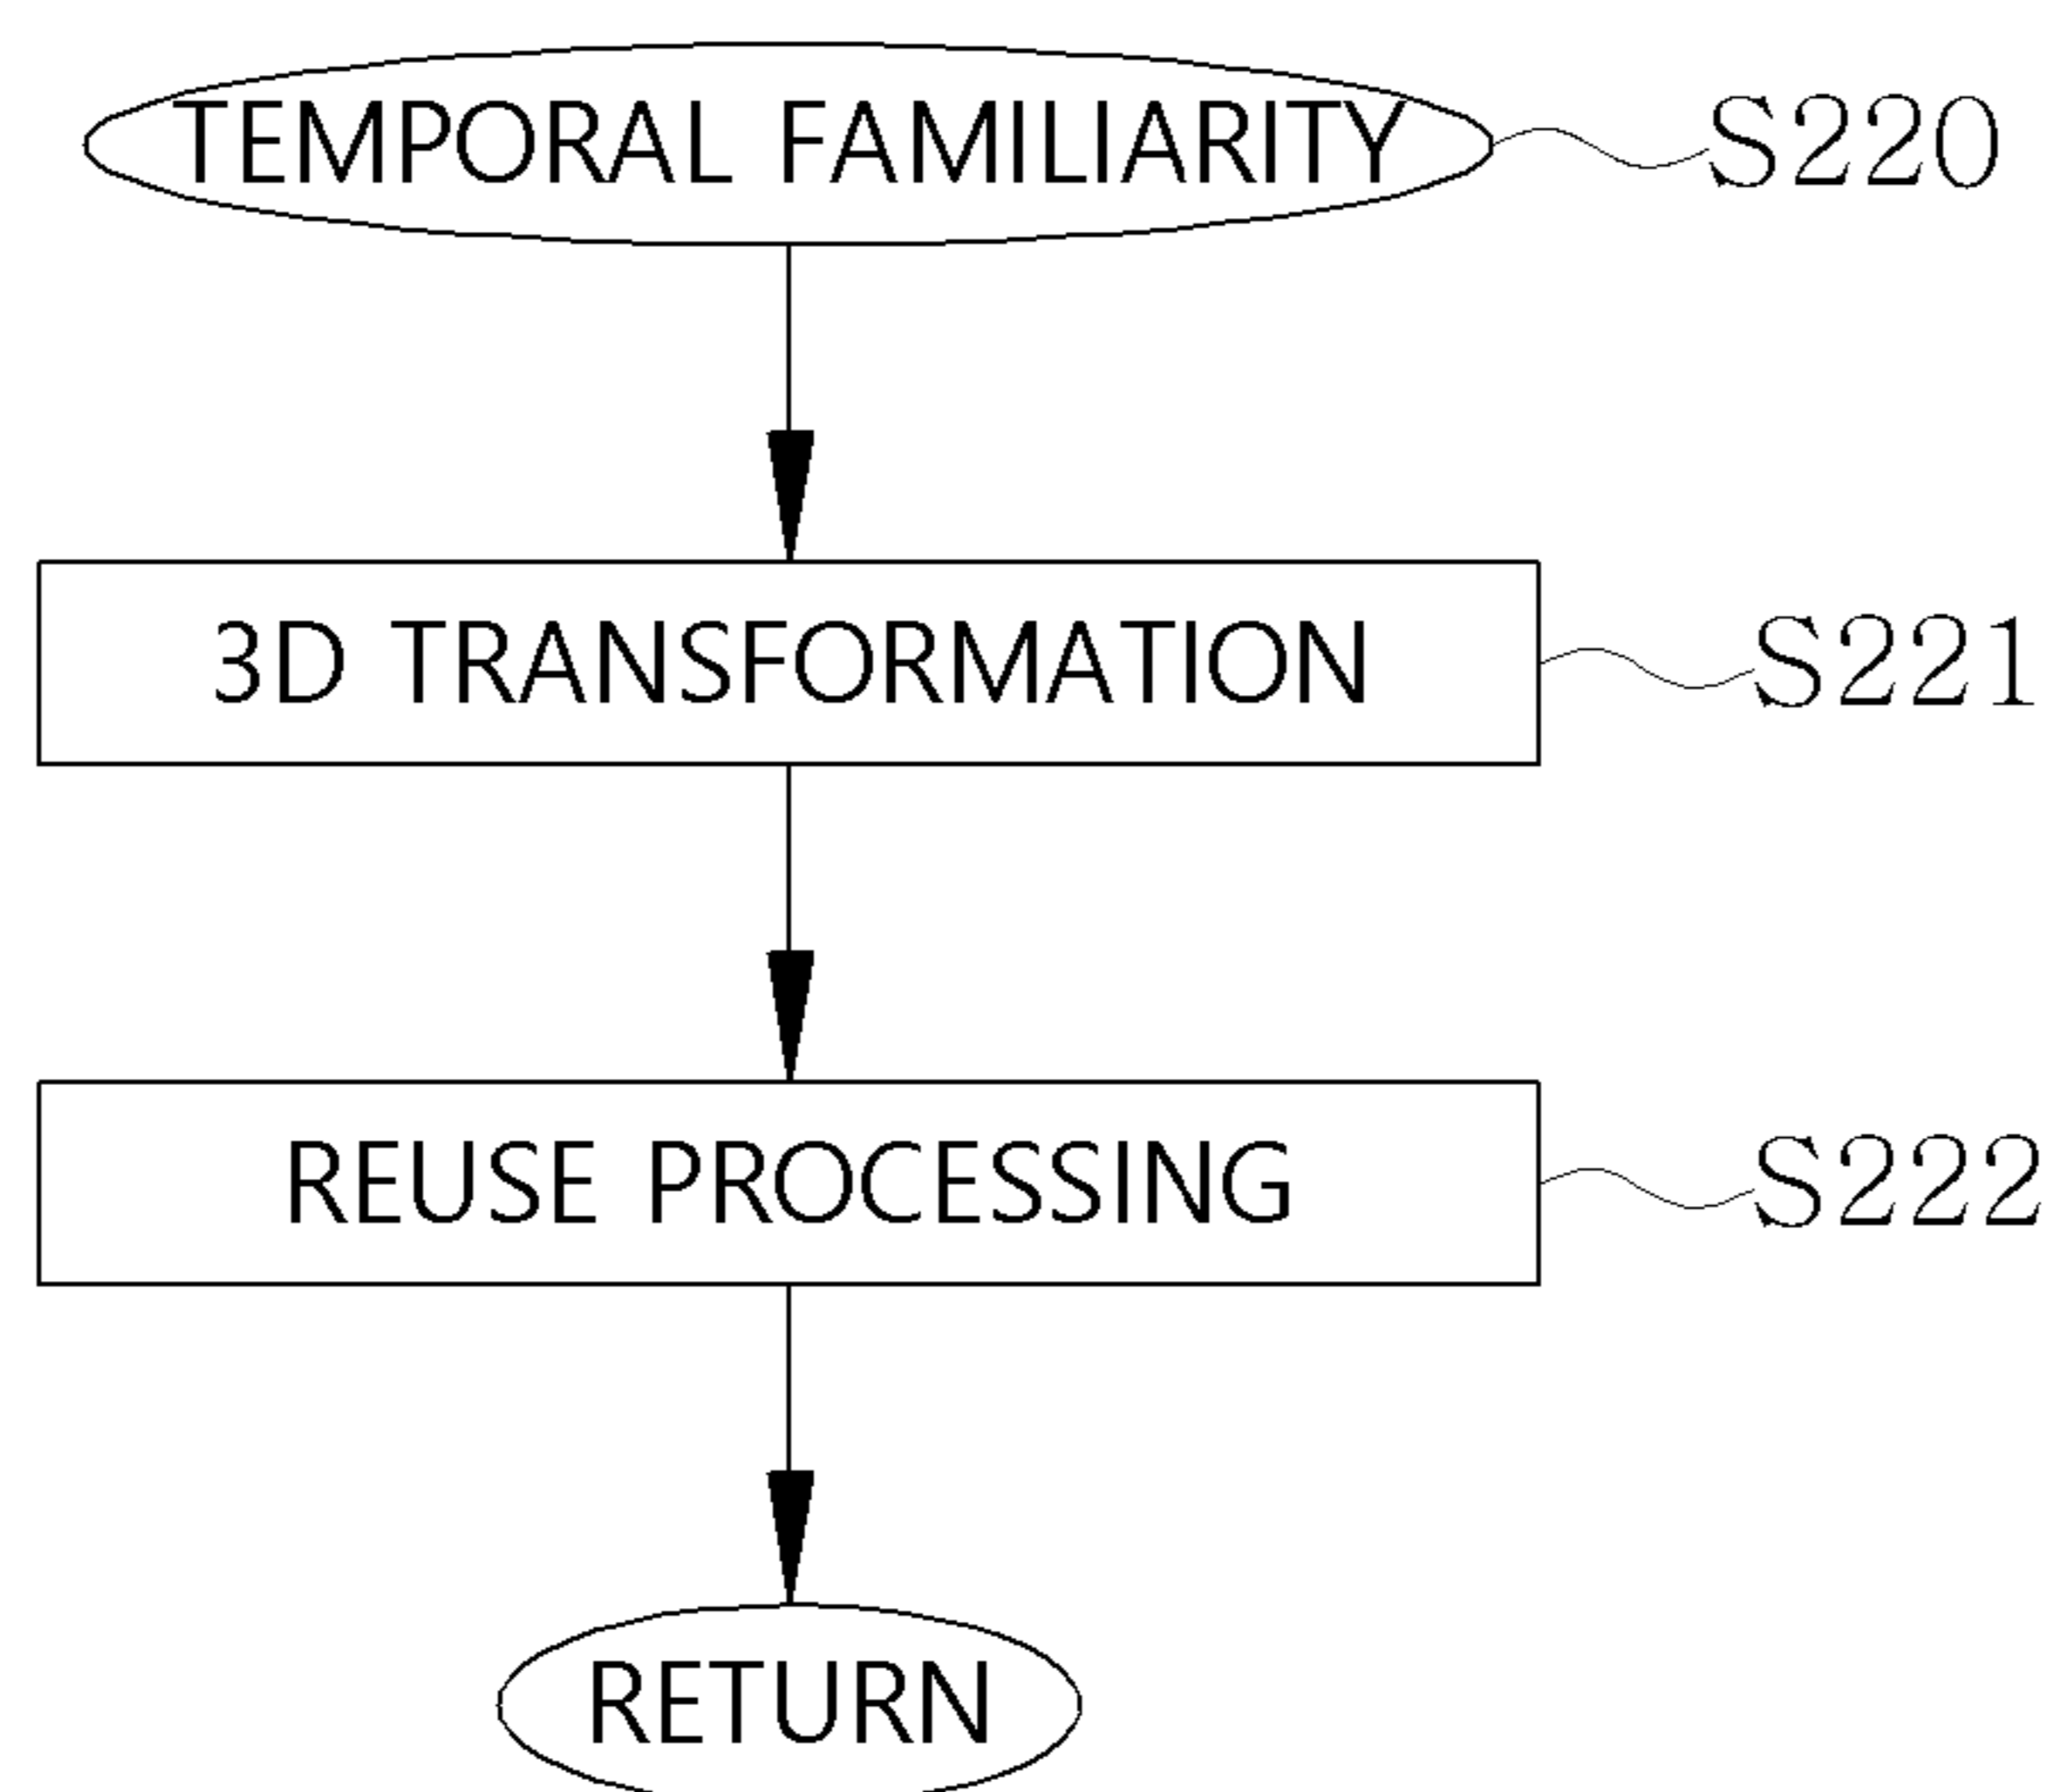 TEMPORAL FAMILIARITY S220
3D TRANSFORMATION S221
REUSE PROCESSING S222
RETURN